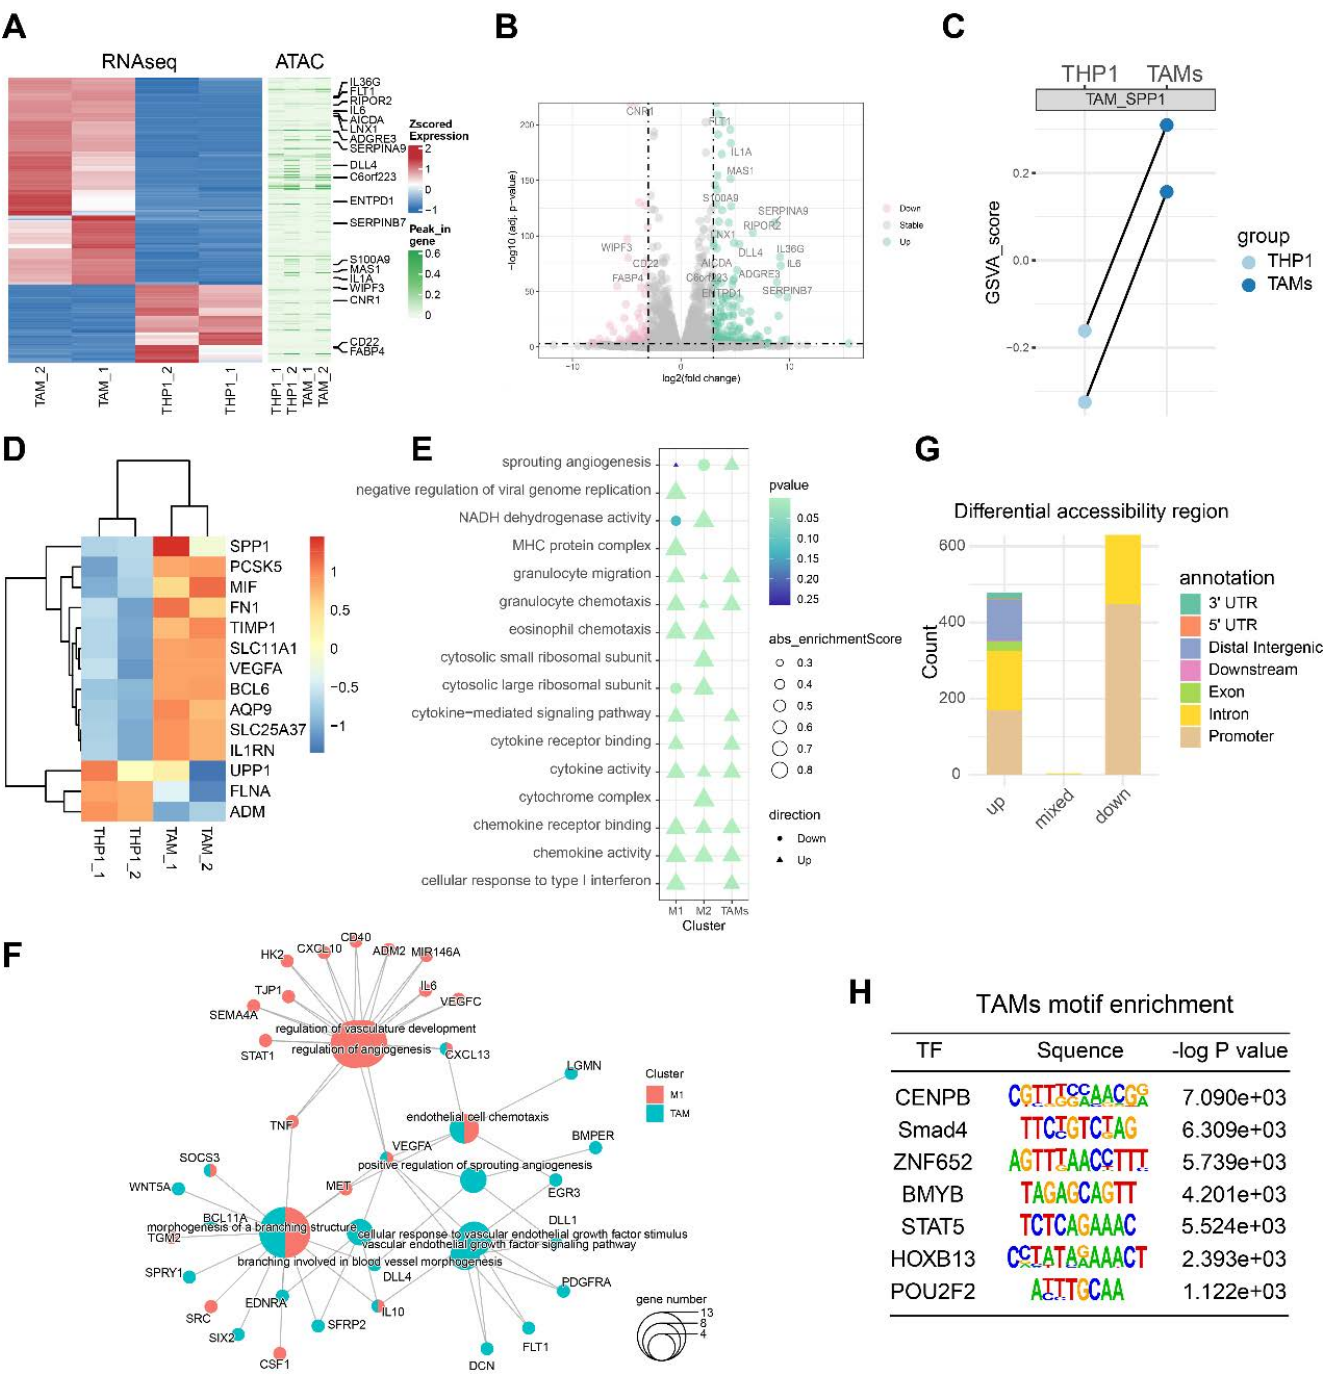 A
RNAseq
ATAC
IL36G
FLT1
RIPOR2
IL6
AICDA
LNX1
ADGRE3
SERPINA9
DLL4
C6orf223
ENTPD1
SERPINB7
S100A9
MAS1
IL1A
WIPF3
CNR1
CD22
FABP4
Zscored
Expression
2
1
0
−1
Peak_in
gene
0.6
0.4
0.2
0
TAM_2
TAM_1
THP1_2
THP1_1
THP1_1
THP1_2
TAM_1
TAM_2
B
−log10 (adj. p−value)
200
150
100
50
0
−10
0
10
log2(fold change)
CNR1
FLT1
IL1A
MAS1
S100A9
SERPINA9
RIPOR2
LNX1
WIPF3
DLL4
IL36G
CD22
AICDA
IL6
FABP4
C6orf223
ADGRE3
ENTPD1
SERPINB7
Down
Stable
Up
C
THP1
TAMs
TAM_SPP1
GSVA_score
0.2
0.0
−0.2
group
THP1
TAMs
D
SPP1
PCSK5
MIF
FN1
TIMP1
SLC11A1
VEGFA
BCL6
AQP9
SLC25A37
IL1RN
UPP1
FLNA
ADM
THP1_1
THP1_2
TAM_1
TAM_2
1
0.5
0
−0.5
−1
E
sprouting angiogenesis
negative regulation of viral genome replication
NADH dehydrogenase activity
MHC protein complex
granulocyte migration
granulocyte chemotaxis
eosinophil chemotaxis
cytosolic small ribosomal subunit
cytosolic large ribosomal subunit
cytokine−mediated signaling pathway
cytokine receptor binding
cytokine activity
cytochrome complex
chemokine receptor binding
chemokine activity
cellular response to type I interferon
M1
M2
TAMs
Cluster
pvalue
0.05
0.10
0.15
0.20
0.25
abs_enrichmentScore
0.3
0.4
0.5
0.6
0.7
0.8
direction
Down
Up
G
Differential accessibility region
Count
600
400
200
0
up
mixed
down
annotation
3' UTR
5' UTR
Distal Intergenic
Downstream
Exon
Intron
Promoter
F
CD40
HK2
CXCL10
ADM2
MIR146A
TJP1
IL6
SEMA4A
VEGFC
regulation of vasculature development
regulation of angiogenesis
STAT1
CXCL13
LGMN
Cluster
M1
TAM
endothelial cell chemotaxis
TNF
VEGFA
BMPER
SOCS3
positive regulation of sprouting angiogenesis
WNT5A
MET
EGR3
BCL11A
DLL1
morphogenesis of a branching structure
TGM2
cellular response to vascular endothelial growth factor stimulus
vascular endothelial growth factor signaling pathway
branching involved in blood vessel morphogenesis
SPRY1
DLL4
PDGFRA
EDNRA
IL10
SRC
SFRP2
SIX2
FLT1
CSF1
DCN
gene number
13
8
4
H
TAMs motif enrichment
TF Squence -log P value
CENPB 7.090e+03
Smad4 6.309e+03
ZNF652 5.739e+03
BMYB TAGAGCAGTT 4.201e+03
STAT5 TCTCAGAAAC 5.524e+03
HOXB13 2.393e+03
POU2F2 1.122e+03